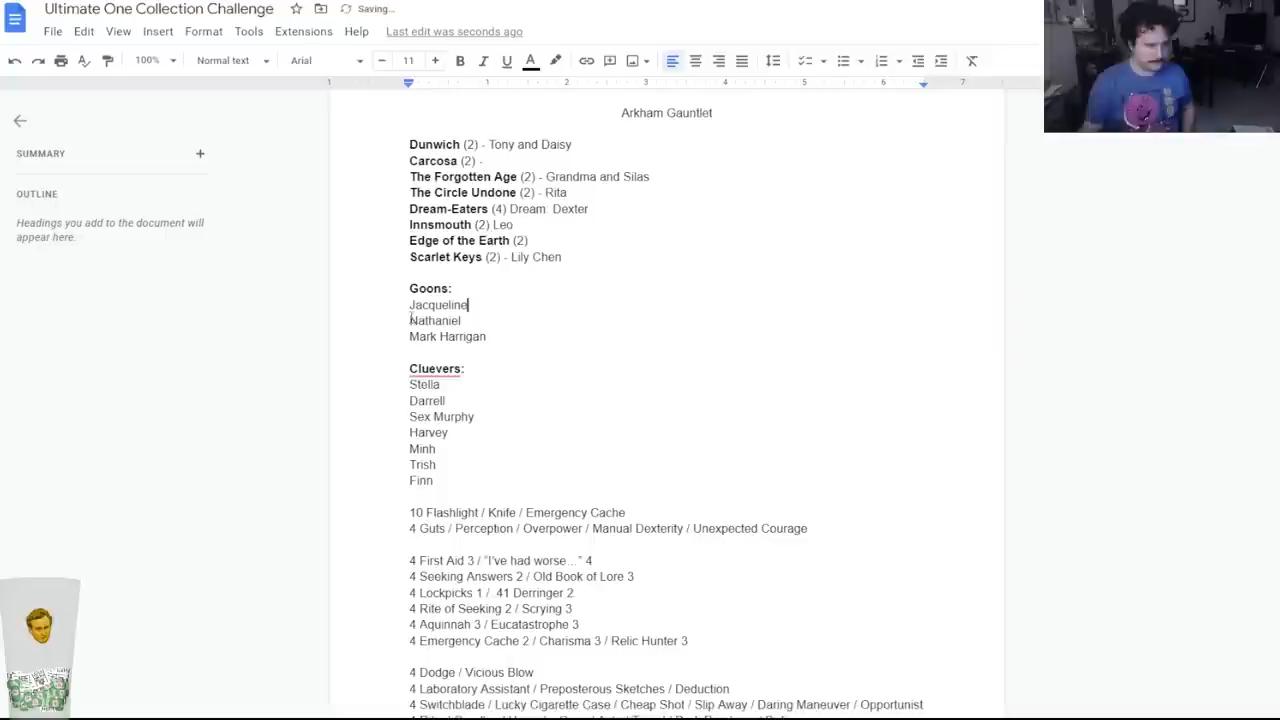 Ultimate One Collection Challenge
Saving...
File Edit View Insert Format Tools Extensions Help Last edit was seconds ago
100% Normal text Arial 11
1 1 2 3 4 5 6 7
SUMMARY
OUTLINE
Headings you add to the document will
appear here.
Arkham Gauntlet
Dunwich (2) - Tony and Daisy
Carcosa (2) -
The Forgotten Age (2) - Grandma and Silas
The Circle Undone (2) - Rita
Dream-Eaters (4) Dream: Dexter
Innsmouth (2) Leo
Edge of the Earth (2)
Scarlet Keys (2) - Lily Chen
Goons:
Jacqueline
Nathaniel
Mark Harrigan
Cluevers:
Stella
Darrell
Sex Murphy
Harvey
Minh
Trish
Finn
10 Flashlight / Knife / Emergency Cache
4 Guts / Perception / Overpower / Manual Dexterity / Unexpected Courage
4 First Aid 3 / “I've had worse…” 4
4 Seeking Answers 2 / Old Book of Lore 3
4 Lockpicks 1 / .41 Derringer 2
4 Rite of Seeking 2 / Scrying 3
4 Aquinnah 3 / Eucatastrophe 3
4 Emergency Cache 2 / Charisma 3 / Relic Hunter 3
4 Dodge / Vicious Blow
4 Laboratory Assistant / Preposterous Sketches / Deduction
4 Switchblade / Lucky Cigarette Case / Cheap Shot / Slip Away / Daring Maneuver / Opportunist